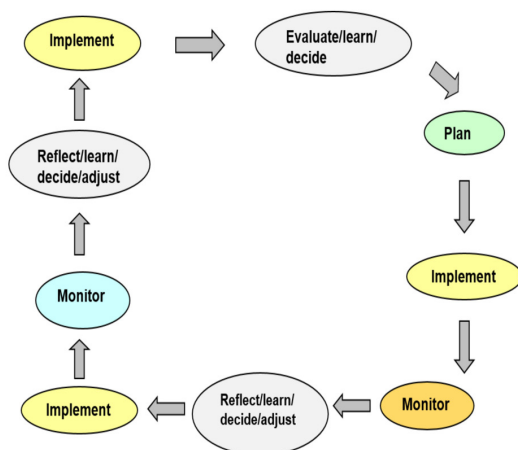 Implement
Evaluate/learn/
decide
Plan
Implement
Monitor
Reflect/learn/
decide/adjust
Implement
Monitor
Reflect/learn/
decide/adjust